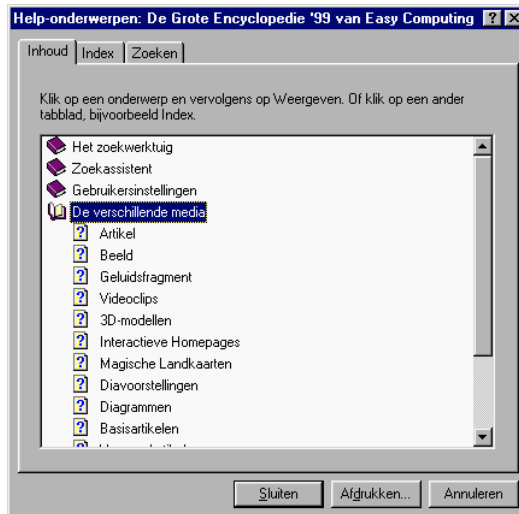 Help-onderwerpen: De Grote Encyclopedie '99 van Easy Computing
Inhoud Index Zoeken
Klik op een onderwerp en vervolgens op Weergeven. Of klik op een ander
tabblad, bijvoorbeeld Index.
Het zoekwerktuig
Zoekassistent
Gebruikersinstellingen
De verschillende media
Artikel
Beeld
Geluidsfragment
Videoclips
3D-modellen
Interactieve Homepages
Magische Landkaarten
Diavoorstellingen
Diagrammen
Basisartikelen
Sluiten Afdrukken... Annuleren